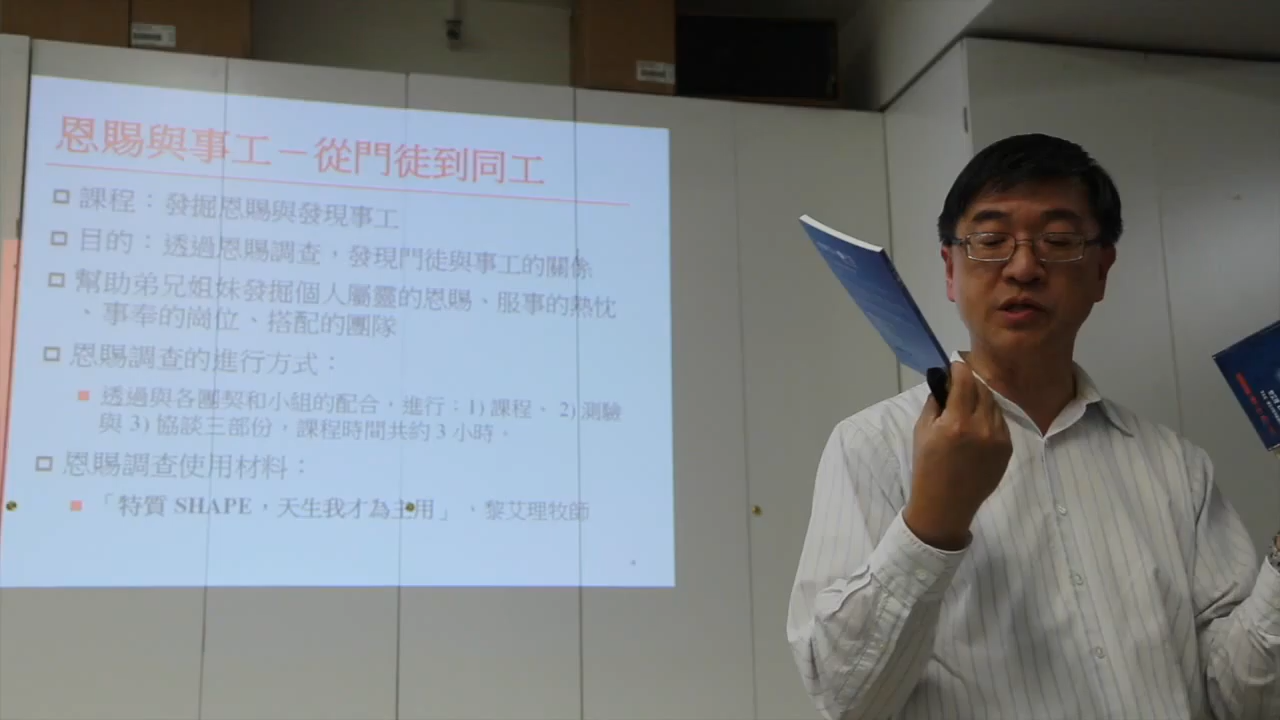 恩賜與事工－從門徒到同工
課程：發掘恩賜與發現事工
目的：透過恩賜調查，發現門徒與事工的關係
幫助弟兄姐妹發掘個人屬靈的恩賜、服事的熱忱
、事奉的崗位、搭配的團隊
恩賜調查的進行方式：
透過與各團契和小組的配合，進行：1) 課程、 2) 測驗
與 3) 協談三部份，課程時間共約 3 小時。
恩賜調查使用材料：
「特質 SHAPE，天生我才為主用」、黎艾理牧師